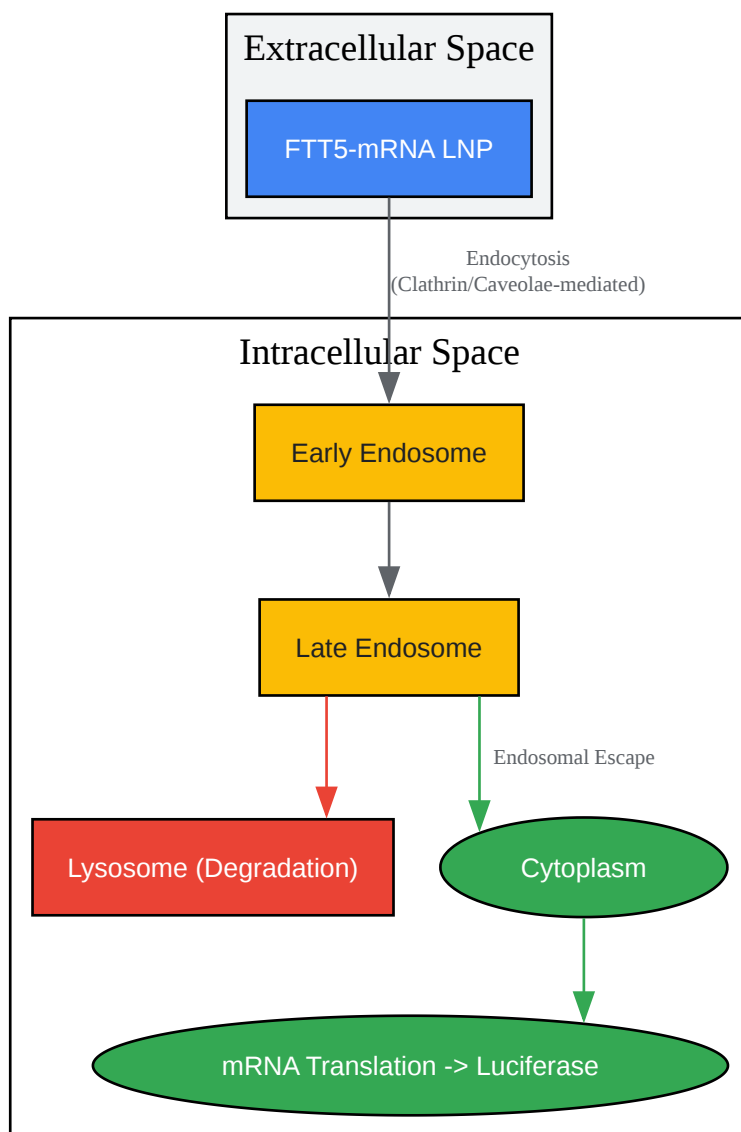 Extracellular Space
FTT5-mRNA LNP
Endocytosis
(Clathrin/Caveolae-mediated)
Intracellular Space
Early Endosome
Late Endosome
Endosomal Escape
Lysosome (Degradation)
Cytoplasm
mRNA Translation -> Luciferase